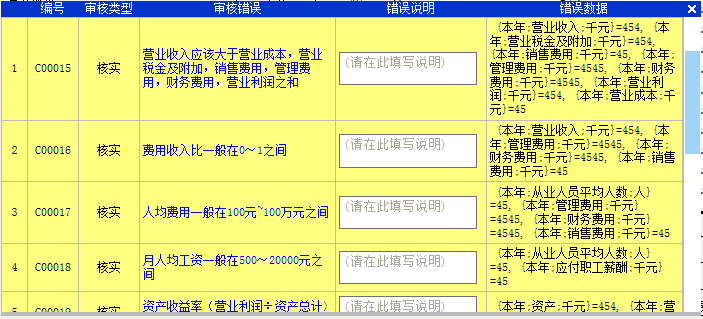 编号 审核类型 审核错误 错误说明 错误数据
1 C00015 核实
营业收入应该大于营业成本，营业
税金及附加，销售费用，管理费
用，财务费用，营业利润之和
(请在此填写说明)
{本年:营业收入:千元}=454, {本
年:营业税金及附加:千元}=454,
{本年:销售费用:千元}=45, {本年:
管理费用:千元}=4545, {本年:财务
费用:千元}=4545, {本年:营业利
润:千元}=454, {本年:营业成本:千
元}=45
2 C00016 核实 费用收入比一般在0～1之间
(请在此填写说明)
{本年:营业收入:千元}=454, {本
年:管理费用:千元}=4545, {本年:
财务费用:千元}=4545, {本年:销售
费用:千元}=45
3 C00017 核实 人均费用一般在100元~100万元之间
(请在此填写说明)
{本年:从业人员平均人数:人}
=45, {本年:管理费用:千元}
=4545, {本年:财务费用:千元}
=4545, {本年:销售费用:千元}=45
4 C00018 核实
月人均工资一般在500～20000元之
间
(请在此填写说明)
{本年:从业人员平均人数:人}
=45, {本年:应付职工薪酬:千元}
=45
5 C00019 核实 资产收益率（营业利润÷资产总计）
(请在此填写说明)
{本年:资产:千元}=454, {本年:营